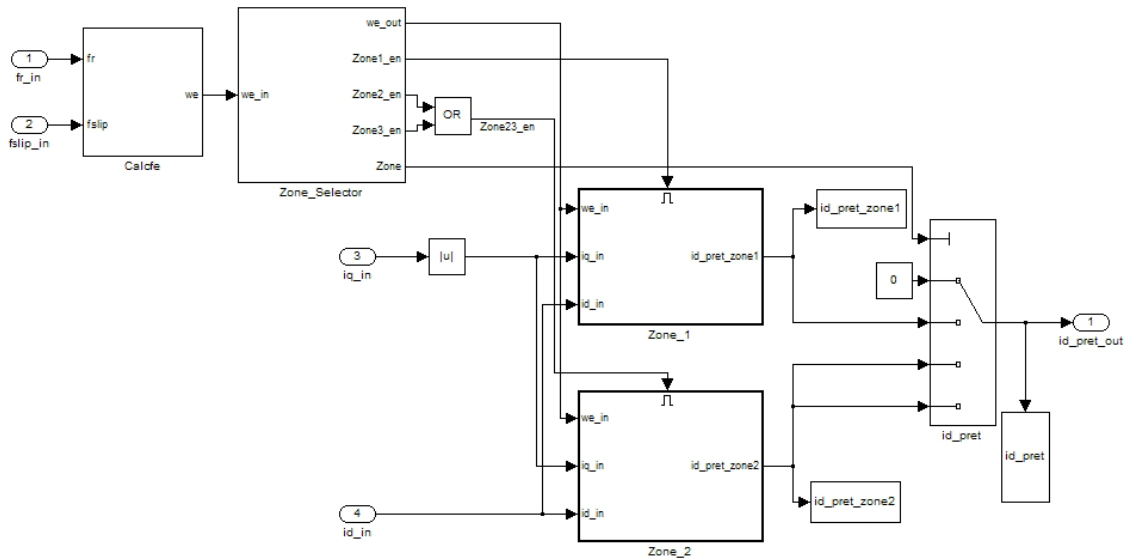 1
fr_in
2
fslip_in
fr
fslip
we
Calcfe
we_in
we_out
Zone1_en
Zone2_en
Zone3_en
Zone
Zone_Selector
OR
Zone23_en
3
iq_in
|u|
we_in
iq_in
id_in
id_pret_zone1
Zone_1
id_pret_zone1
0
id_pret
1
id_pret_out
id_pret
we_in
iq_in
id_in
id_pret_zone2
Zone_2
id_pret_zone2
4
id_in